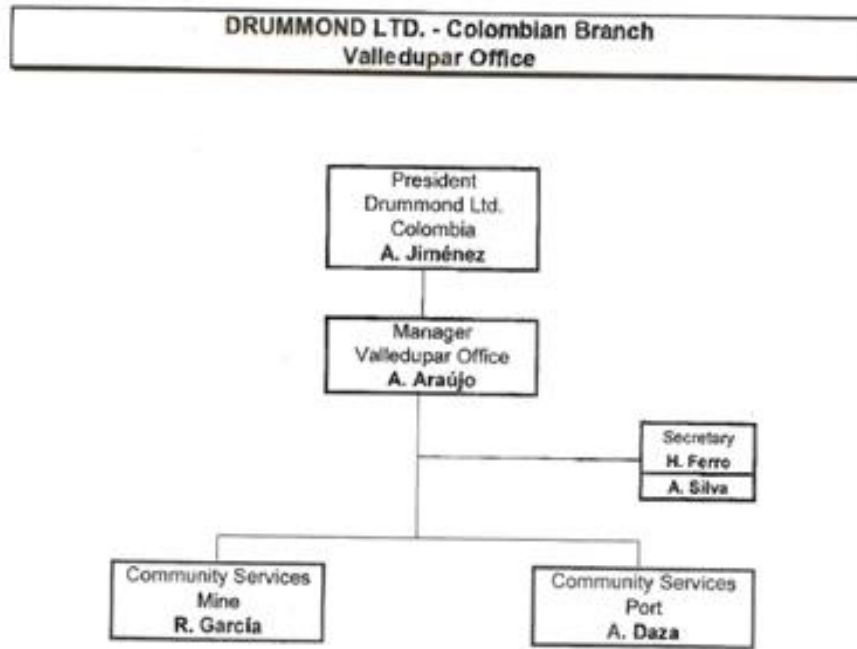 DRUMMOND LTD. - Colombian Branch
Valledupar Office
President
Drummond Ltd.
Colombia
A. Jiménez
Manager
Valledupar Office
A. Araújo
Secretary
H. Ferro
A. Silva
Community Services
Mine
R. García
Community Services
Port
A. Daza